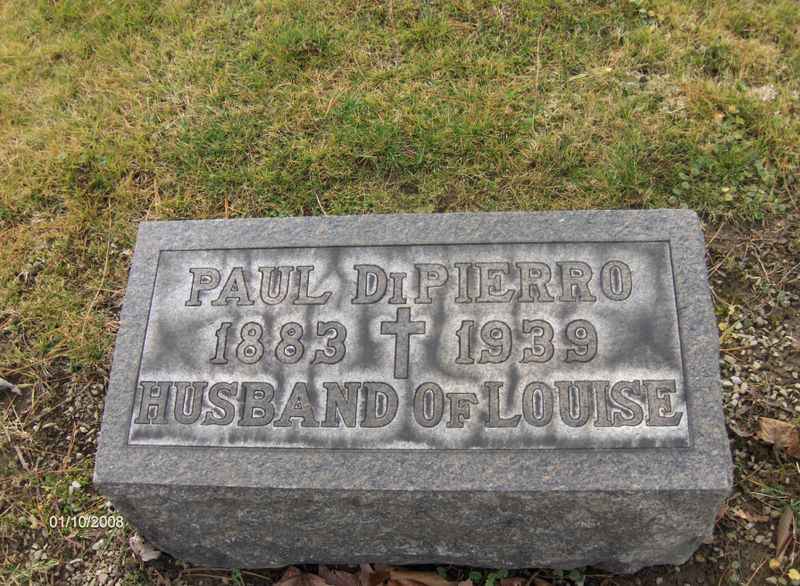 PAUL DiPIERRO
1883 1939
HUSBAND OF LOUISE
01/10/2008